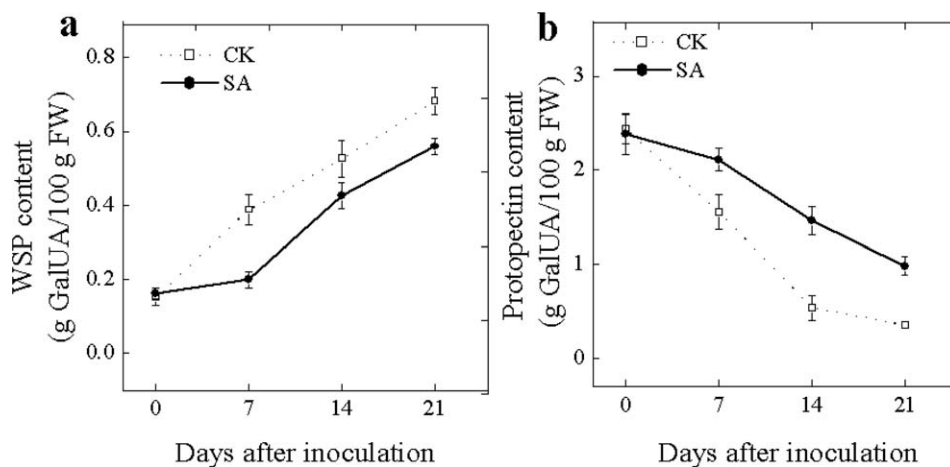 a
CK
SA
0.8
0.6
0.4
0.2
0.0
WSP content
(g GalUA/100 g FW)
0 7 14 21
Days after inoculation
b
CK
SA
3
2
1
0
Protopectin content
(g GalUA/100 g FW)
0 7 14 21
Days after inoculation